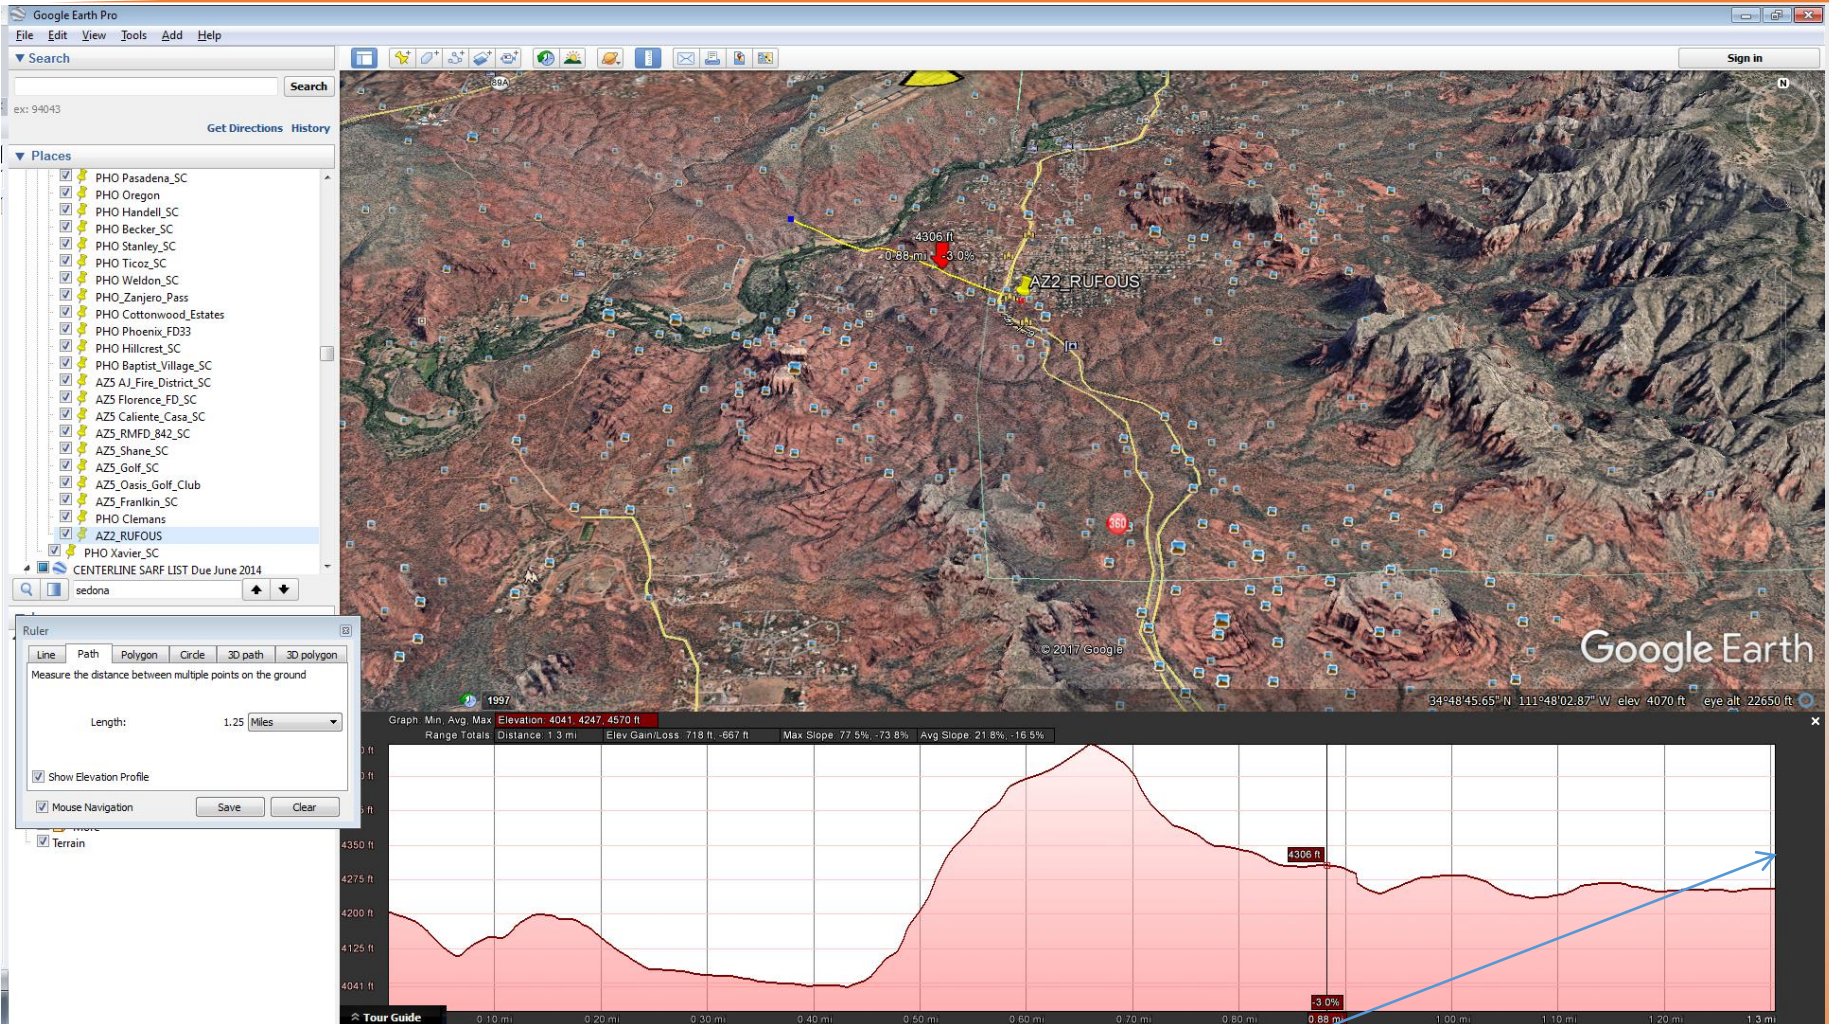 Google Earth Pro
File Edit View Tools Add Help
Search
Search
ex: 94043
Get Directions History
Places
PHO Pasadena_SC
PHO Oregon
PHO Handell_SC
PHO Becker_SC
PHO Stanley_SC
PHO Ticoz_SC
PHO Weldon_SC
PHO_Zanjero_Pass
PHO Cottonwood_Estates
PHO Phoenix_FD33
PHO Hillcrest_SC
PHO Baptist_Village_SC
AZ5 AJ_Fire_District_SC
AZ5 Florence_FD_SC
AZ5 Caliente_Casa_SC
AZ5_RMFD_842_SC
AZ5_Shane_SC
AZ5_Golf_SC
AZ5_Oasis_Golf_Club
AZ5_Franlkin_SC
PHO Clemans
AZ2_RUFOUS
PHO Xavier_SC
CENTERLINE SARF LIST Due June 2014
sedona
Ruler
Line Path Polygon Circle 3D path 3D polygon
Measure the distance between multiple points on the ground
Length: 1.25 Miles
Show Elevation Profile
Mouse Navigation Save Clear
Terrain
Sign in
N
89A
4306 ft
0.88 mi -3.0%
AZ2_RUFOUS
360
© 2017 Google
Google Earth
1997
34°48'45.65" N 111°48'02.87" W elev 4070 ft eye alt 22650 ft
Graph: Min, Avg, Max Elevation: 4041, 4247, 4570 ft
Range Totals: Distance: 1.3 mi Elev Gain/Loss: 718 ft, -667 ft Max Slope: 77.5%, -73.8% Avg Slope: 21.8%, -16.5%
4350 ft
4306 ft
4275 ft
4200 ft
4125 ft
4041 ft
-3.0%
Tour Guide
0.10 mi 0.20 mi 0.30 mi 0.40 mi 0.50 mi 0.60 mi 0.70 mi 0.80 mi 0.88 mi 1.00 mi 1.10 mi 1.20 mi 1.3 mi